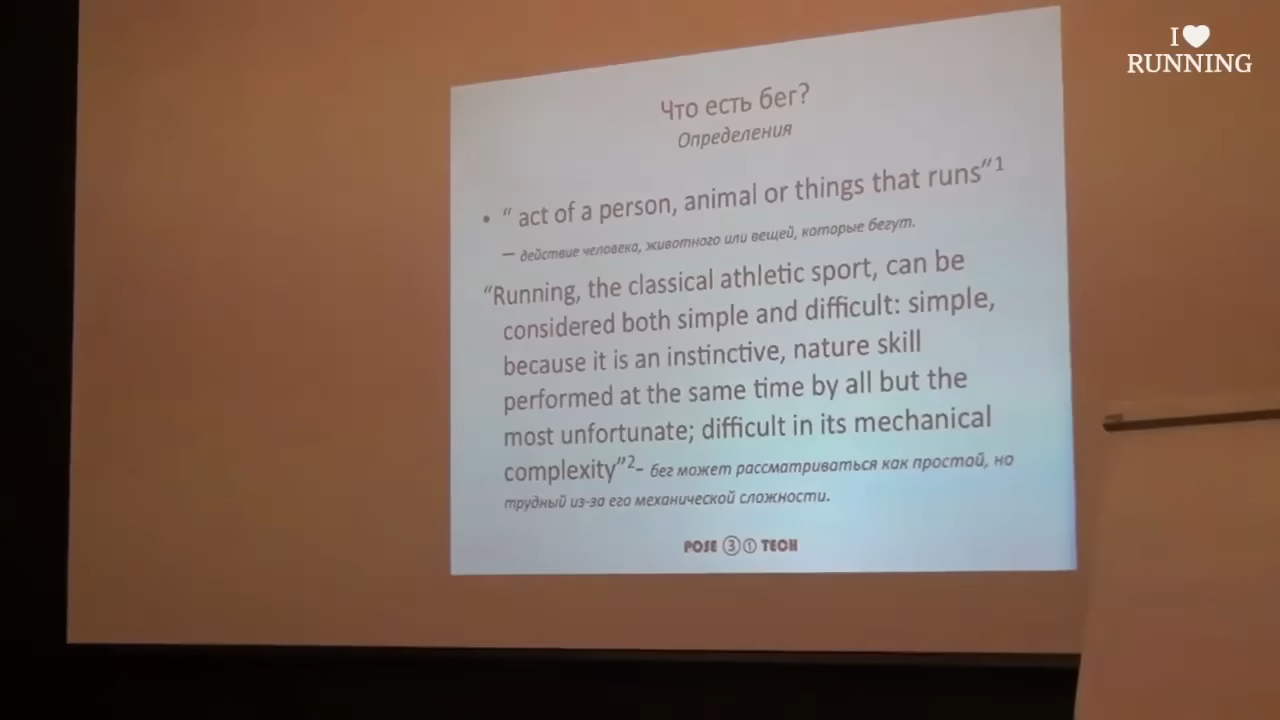 I ♥
RUNNING
Что есть бег?
Определения
• “ act of a person, animal or things that runs”1
– действие человека, животного или вещей, которые бегут.
“Running, the classical athletic sport, can be
considered both simple and difficult: simple,
because it is an instinctive, nature skill
performed at the same time by all but the
most unfortunate; difficult in its mechanical
complexity”2- бег может рассматриваться как простой, но
трудный из-за его механической сложности.
POSE ③① TECH